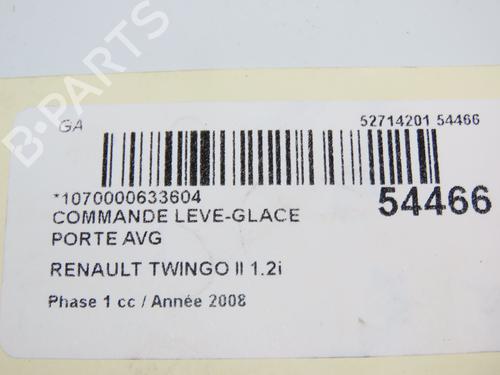 B-PARTS
GA
52714201 54466
*1070000633604
54466
COMMANDE LEVE-GLACE
PORTE AVG
RENAULT TWINGO II 1.2i
Phase 1 cc / Année 2008